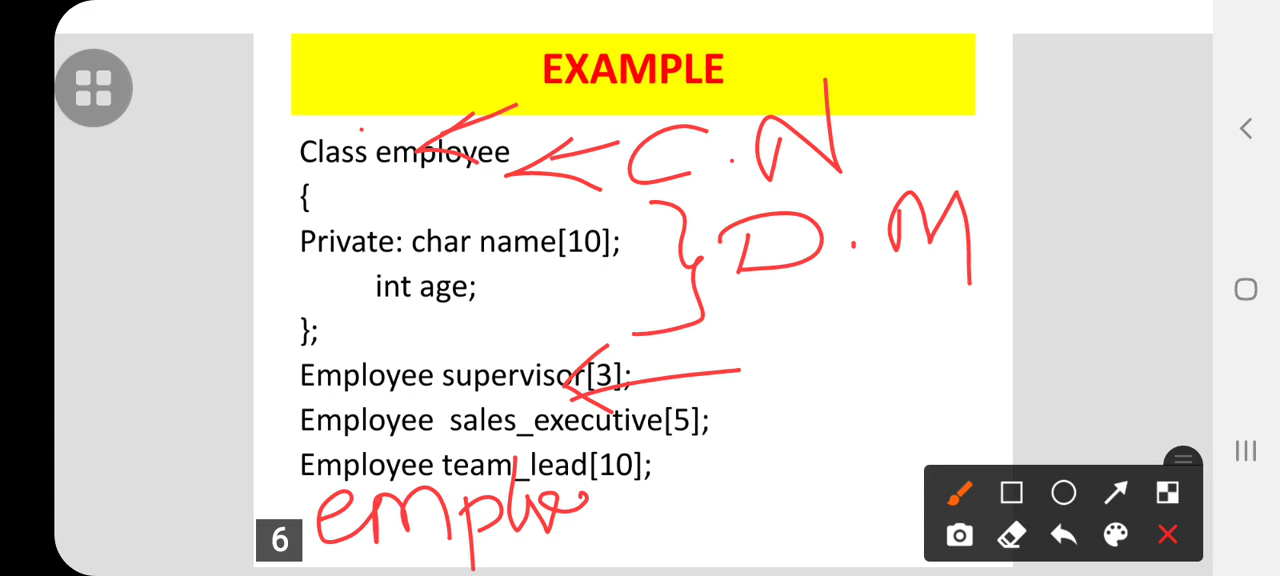 EXAMPLE
Class employee
C.N
{
Private: char name[10];
D.M
int age;
};
Employee supervisor[3];
Employee sales_executive[5];
Employee team_lead[10];
6